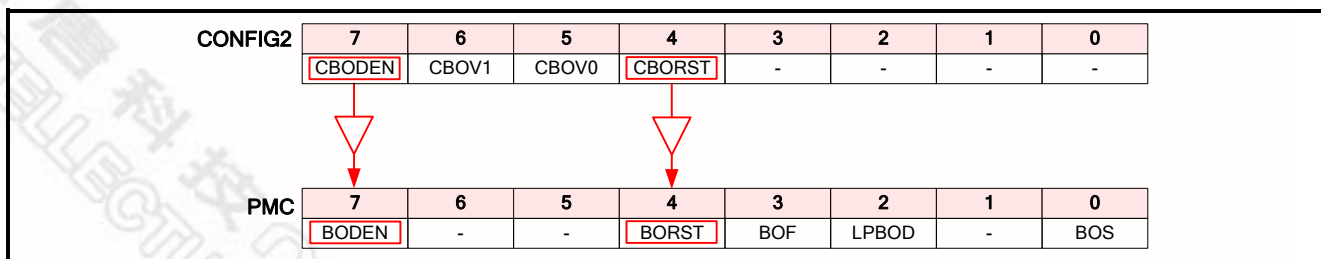 CONFIG2 7 6 5 4 3 2 1 0
CBODEN CBOV1 CBOV0 CBORST - - - -
PMC 7 6 5 4 3 2 1 0
BODEN - - BORST BOF LPBOD - BOS